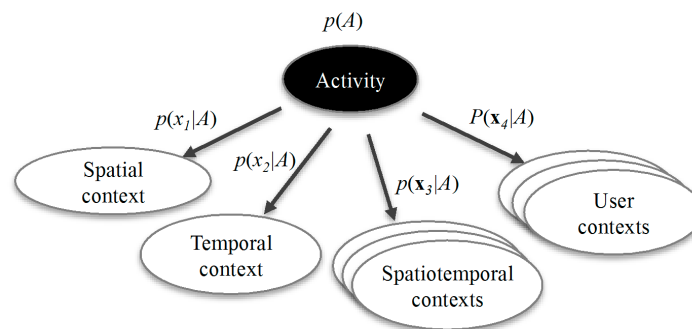 p(A)
Activity
p(x₁|A)
p(x₂|A)
p(𝐱₃|A)
P(𝐱₄|A)
Spatial
context
Temporal
context
Spatiotemporal
contexts
User
contexts